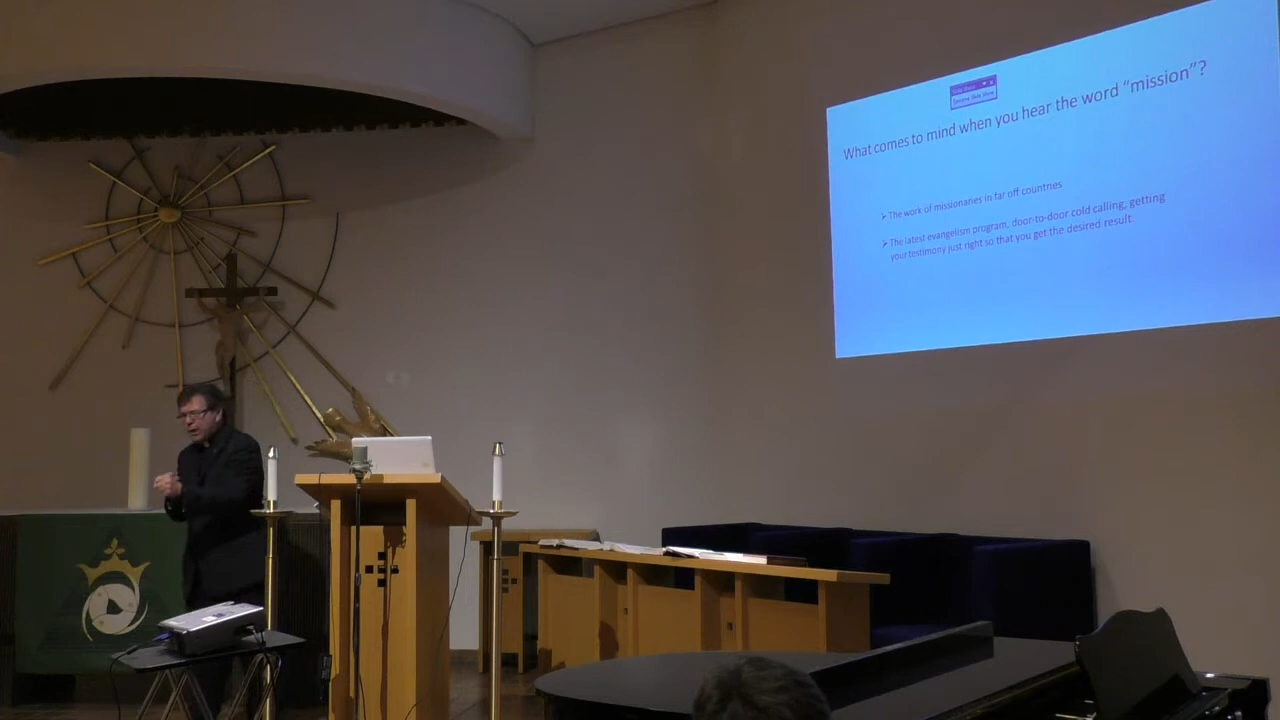 What comes to mind when you hear the word “mission”?
➢ The work of missionaries in far off countries
➢ The latest evangelism program, door-to-door cold calling, getting
your testimony just right so that you get the desired result